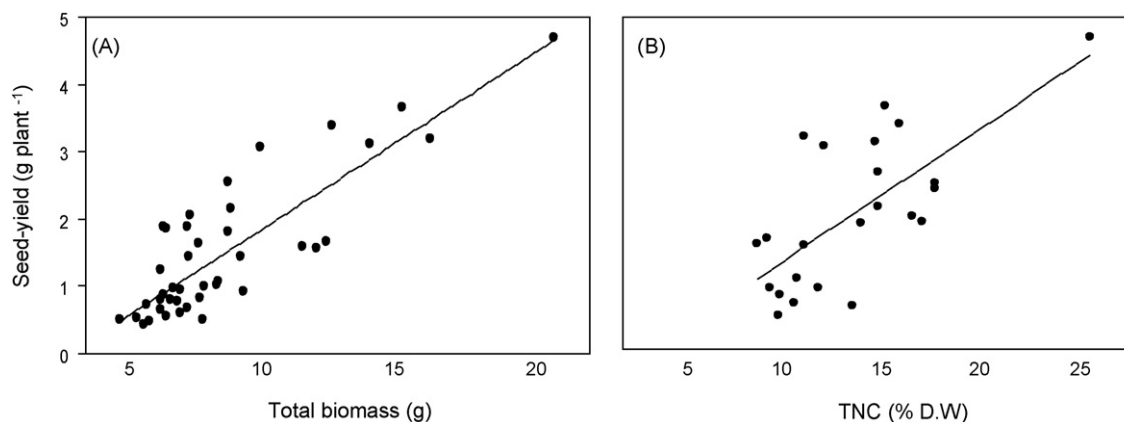 (A)
5
4
3
2
1
0
Seed-yield (g plant ⁻¹)
5 10 15 20
Total biomass (g)
(B)
5 10 15 20 25
TNC (% D.W)